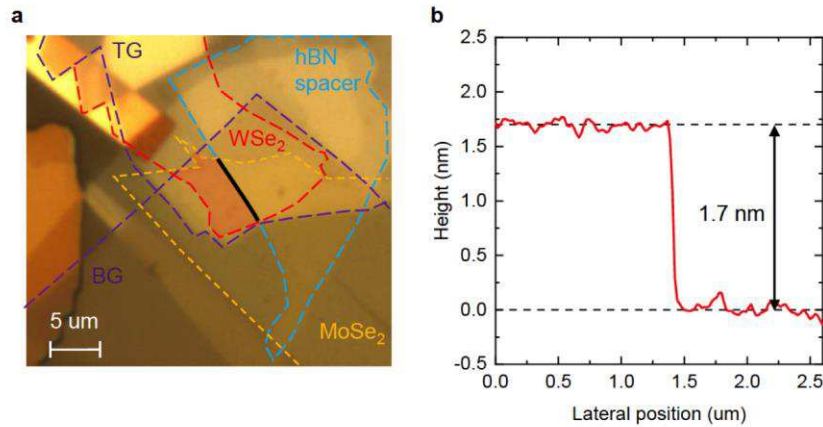 a
TG
hBN
spacer
WSe₂
BG
MoSe₂
5 um
b
2.5
2.0
1.5
1.0
0.5
0.0
-0.5
Height (nm)
1.7 nm
0.0 0.5 1.0 1.5 2.0 2.5
Lateral position (um)